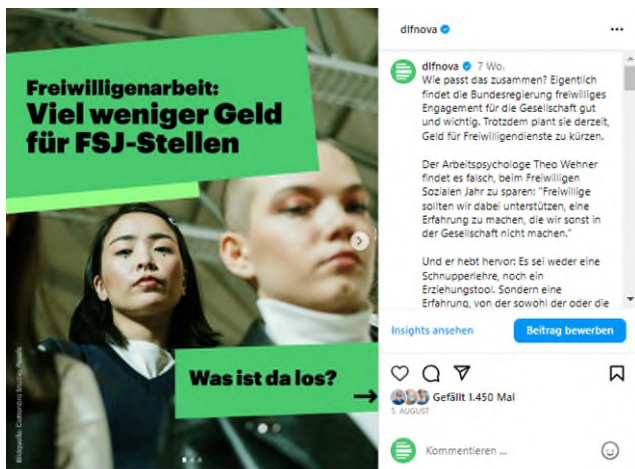 Freiwilligenarbeit:
Viel weniger Geld
für FSJ-Stellen
Was ist da los?
Bildquelle: Cottonbro Studio, Pexels
dlfnova
dlfnova 7 Wo.
Wie passt das zusammen? Eigentlich
findet die Bundesregierung freiwilliges
Engagement für die Gesellschaft gut
und wichtig. Trotzdem plant sie derzeit,
Geld für Freiwilligendienste zu kürzen.
Der Arbeitspsychologe Theo Wehner
findet es falsch, beim Freiwilligen
Sozialen Jahr zu sparen: "Freiwillige
sollten wir dabei unterstützen, eine
Erfahrung zu machen, die wir sonst in
der Gesellschaft nicht machen."
Und er hebt hervor: Es sei weder eine
Schnupperlehre, noch ein
Erziehungstool. Sondern eine
Erfahrung, von der sowohl der oder die
Insights ansehen
Beitrag bewerben
Gefällt 1.450 Mal
5. AUGUST
Kommentieren ...